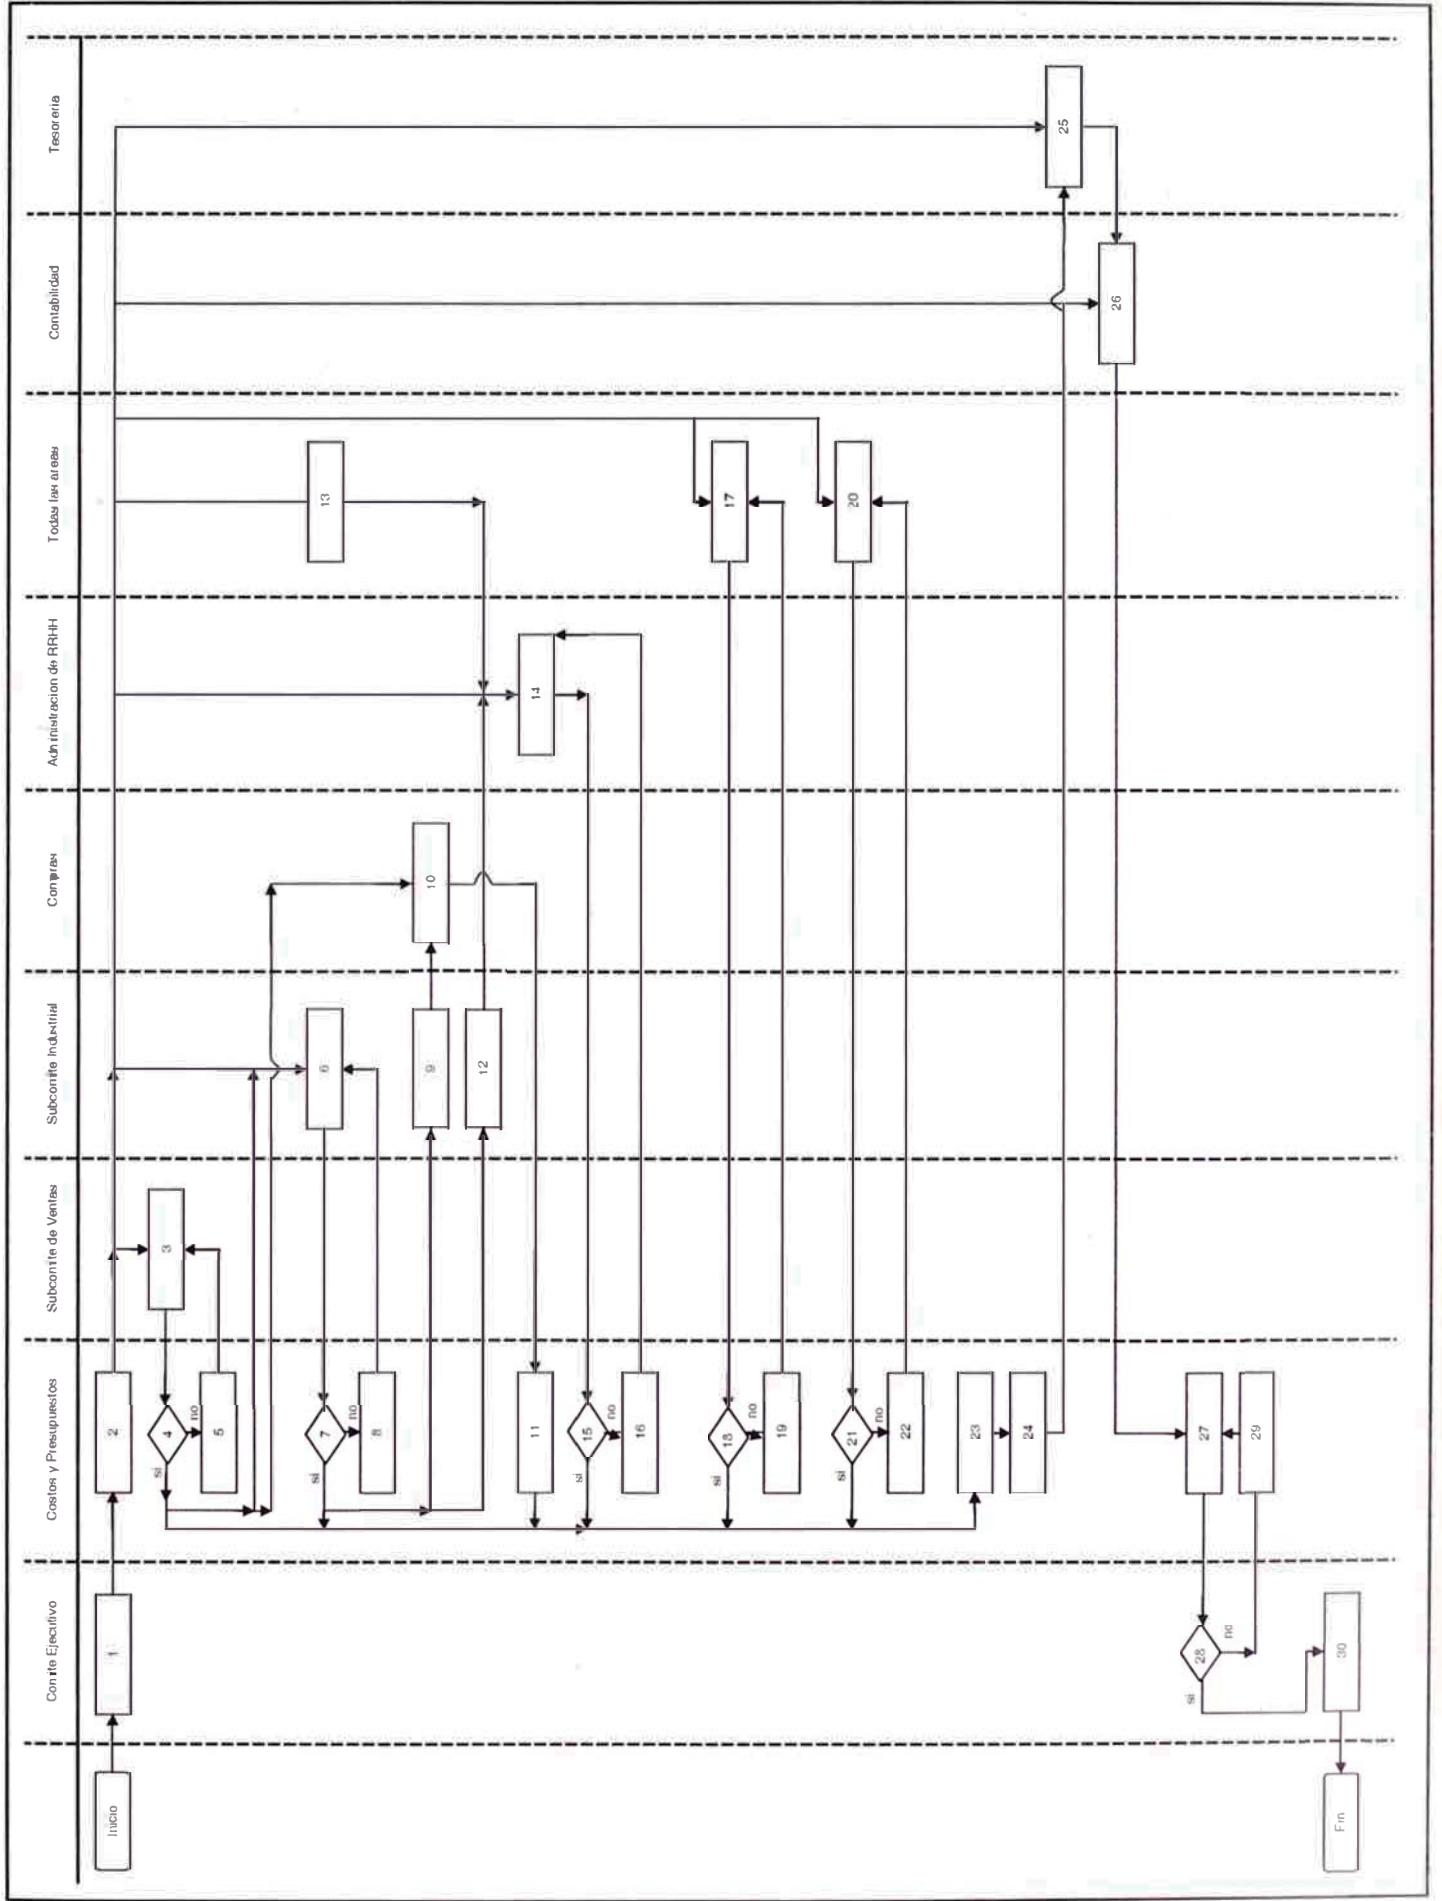 Comite Ejecutivo
Costos y Presupuestos
Subcomite de Ventas
Subcomite Industrial
Compras
Administracion de RRHH
Todas las areas
Contabilidad
Tesoreria
Inicio
1
2
3
4
no
si
5
6
7
no
si
8
9
10
11
12
13
14
15
no
si
16
17
18
no
si
19
20
21
no
si
22
23
24
25
26
27
28
no
si
29
30
Fin